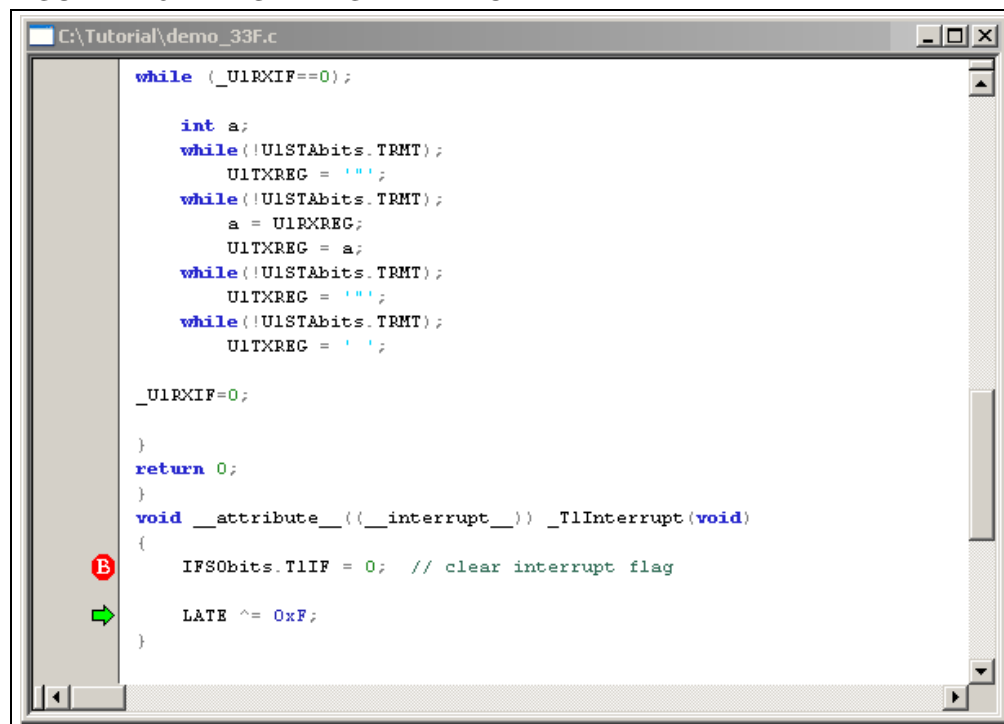 C:\Tutorial\demo_33F.c
while (_U1RXIF==0);
int a;
while(!U1STAbits.TRMT);
U1TXREG = '"';
while(!U1STAbits.TRMT);
a = U1RXREG;
U1TXREG = a;
while(!U1STAbits.TRMT);
U1TXREG = '"';
while(!U1STAbits.TRMT);
U1TXREG = ' ';
_U1RXIF=0;
}
return 0;
}
void __attribute__((__interrupt__)) _T1Interrupt(void)
{
B IFS0bits.T1IF = 0; // clear interrupt flag
LATE ^= 0xF;
}